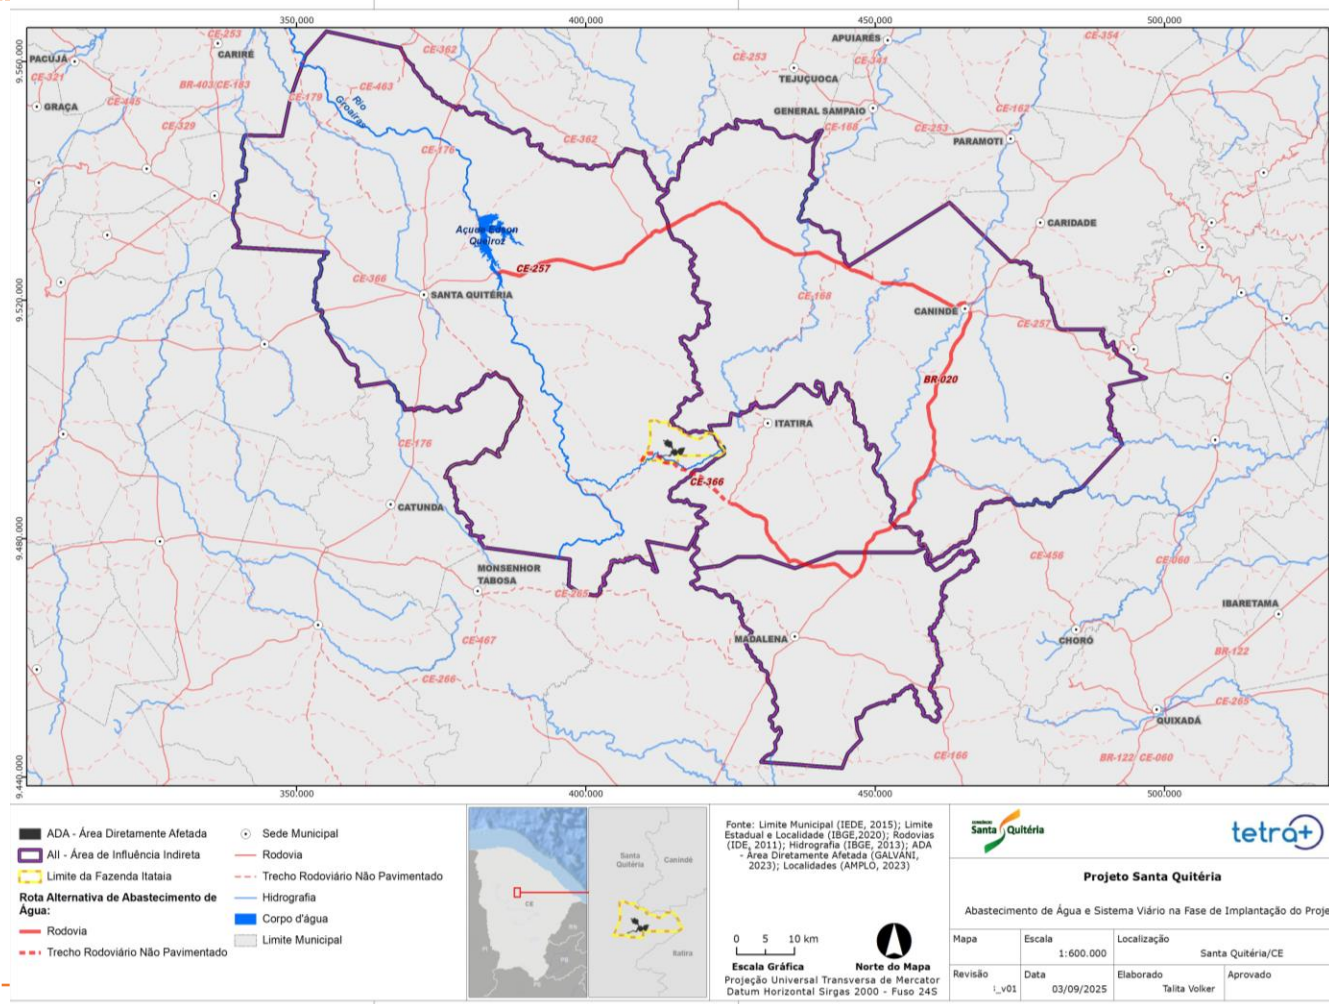 350.000 400.000 450.000 500.000
9.560.000
9.520.000
9.480.000
9.440.000
CE-253
CARIRÉ
PACUJÁ
CE-321
BR-403 CE-183
CE-445
GRAÇA
CE-329
CE-179
CE-463
CE-362
Rio
Groaíras
CE-176
CE-362
APUIARÉS
CE-354
CE-253
CE-341
TEJUÇUOCA
GENERAL SAMPAIO
CE-168
CE-253
CE-162
PARAMOTI
CARIDADE
Açude Edson
Queiroz
CE-257
CE-366
SANTA QUITÉRIA
CE-168
CANINDÉ
CE-257
BR-020
ITATIRA
CE-176
CE-366
CATUNDA
MONSENHOR
TABOSA
CE-265
CE-467
CE-266
MADALENA
CE-456
CE-060
IBARETAMA
CHORÓ
BR-122
QUIXADÁ
CE-265
CE-166
BR-122 CE-060
350.000 400.000 450.000 500.000
ADA - Área Diretamente Afetada
AII - Área de Influência Indireta
Limite da Fazenda Itataia
Rota Alternativa de Abastecimento de
Água:
Rodovia
Trecho Rodoviário Não Pavimentado
Sede Municipal
Rodovia
Trecho Rodoviário Não Pavimentado
Hidrografia
Corpo d'água
Limite Municipal
CE
PI
RN
PB
PE
Santa
Quitéria
Canindé
Itatira
Fonte: Limite Municipal (IEDE, 2015); Limite
Estadual e Localidade (IBGE,2020); Rodovias
(IDE, 2011); Hidrografia (IBGE, 2013); ADA
- Área Diretamente Afetada (GALVANI,
2023); Localidades (AMPLO, 2023)
0 5 10 km
Escala Gráfica
Norte do Mapa
Projeção Universal Transversa de Mercator
Datum Horizontal Sirgas 2000 - Fuso 24S
Santa Quitéria
tetra+
Projeto Santa Quitéria
Abastecimento de Água e Sistema Viário na Fase de Implantação do Proje
Mapa
Escala
1:600.000
Localização
Santa Quitéria/CE
Revisão
i_v01
Data
03/09/2025
Elaborado
Talita Volker
Aprovado